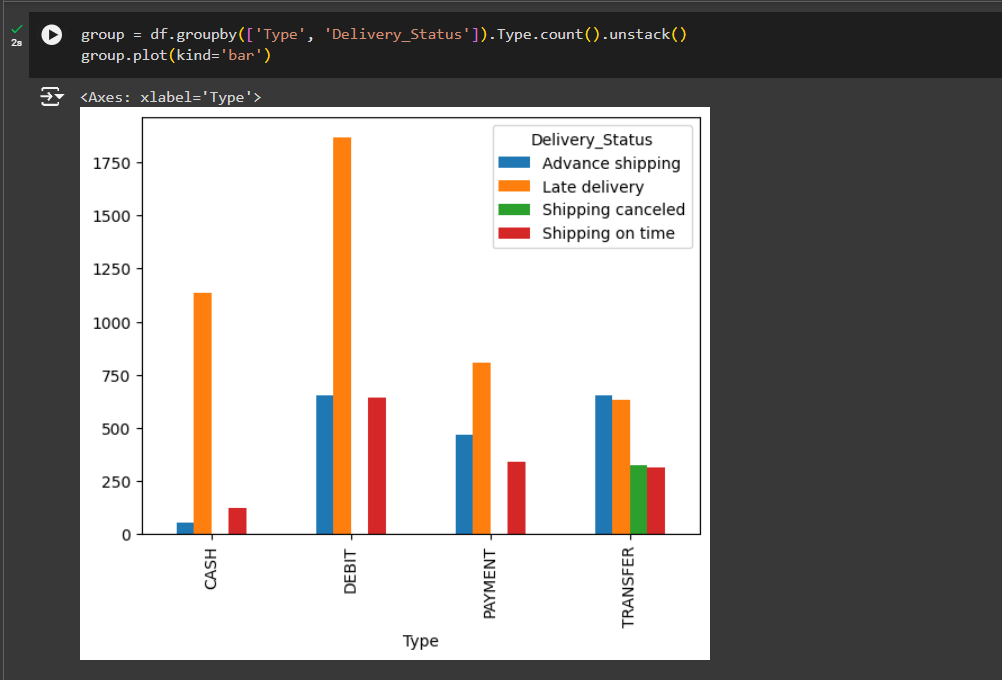 group = df.groupby(['Type', 'Delivery_Status']).Type.count().unstack()
group.plot(kind='bar')
2s
<Axes: xlabel='Type'>
Delivery_Status
Advance shipping
Late delivery
Shipping canceled
Shipping on time
1750
1500
1250
1000
750
500
250
0
CASH
DEBIT
PAYMENT
TRANSFER
Type